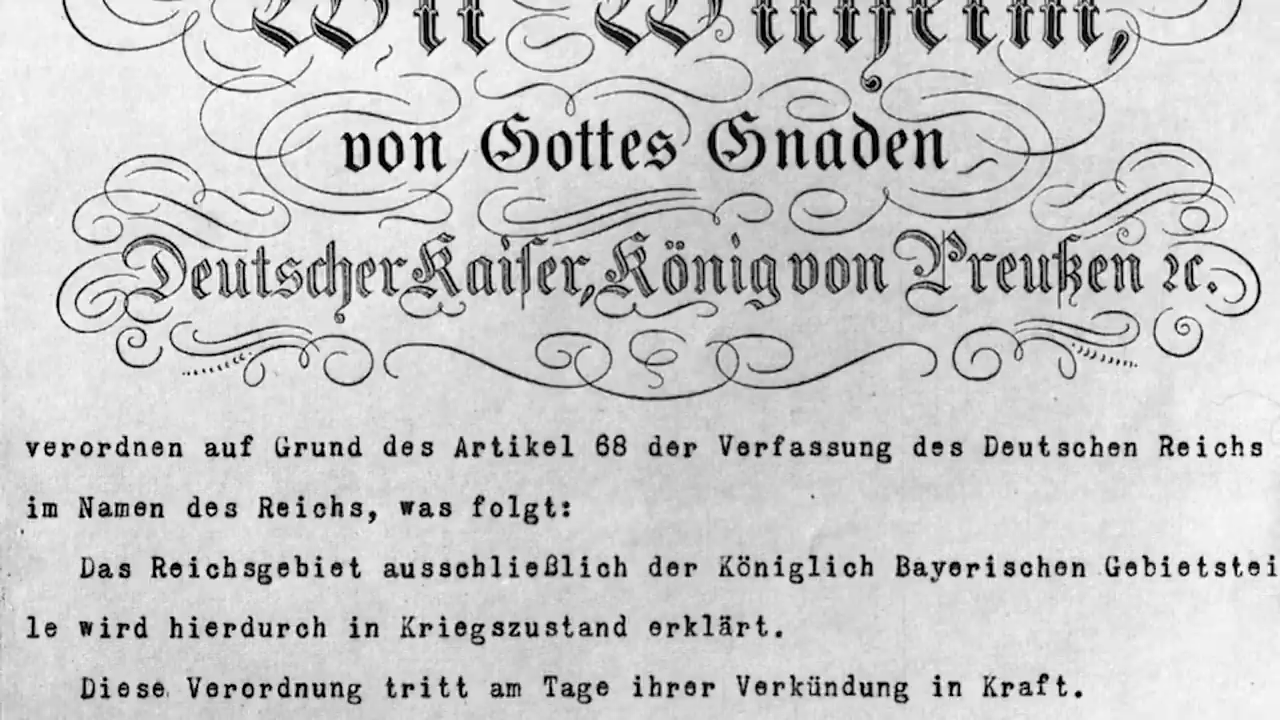 Wir Wilhelm,
von Gottes Gnaden
Deutscher Kaiser, König von Preußen ꝛc.
verordnen auf Grund des Artikel 68 der Verfassung des Deutschen Reichs
im Namen des Reichs, was folgt:
Das Reichsgebiet ausschließlich der Königlich Bayerischen Gebietstei
le wird hierdurch in Kriegszustand erklärt.
Diese Verordnung tritt am Tage ihrer Verkündung in Kraft.